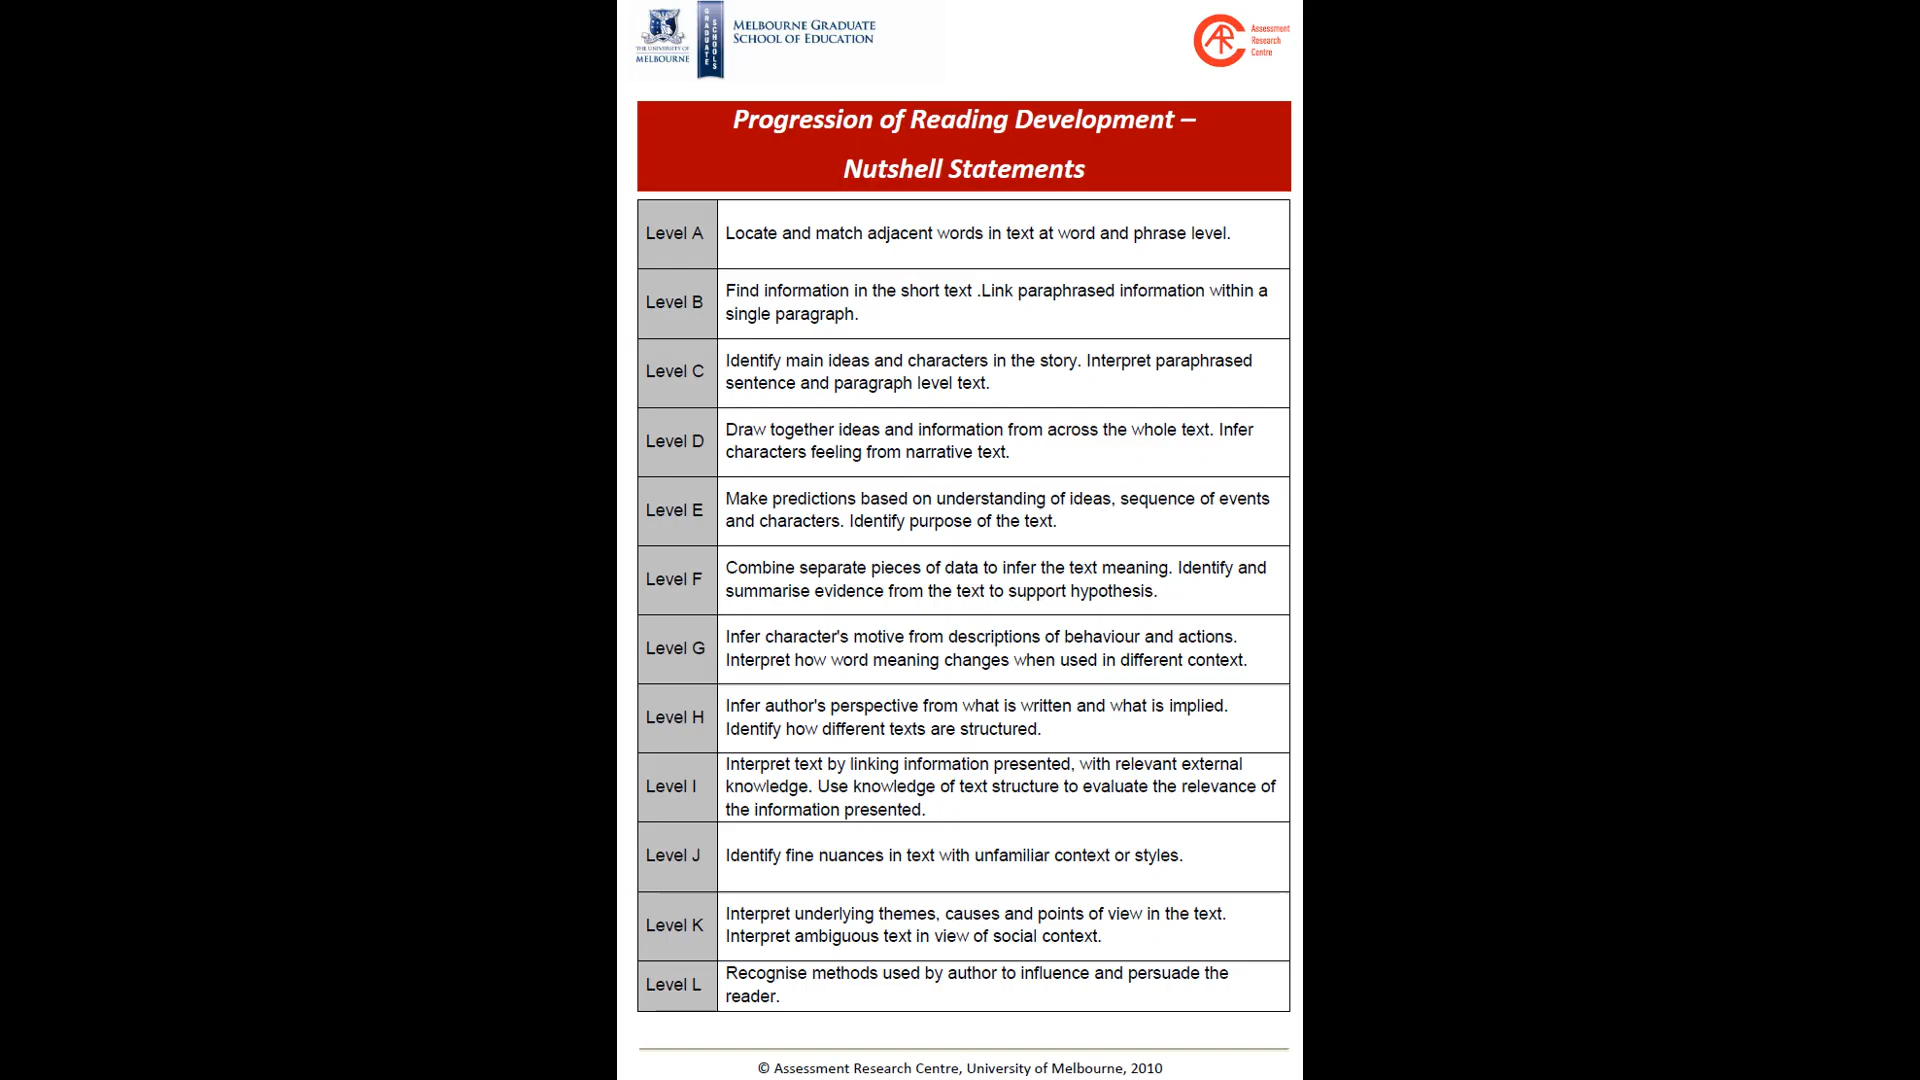 THE UNIVERSITY OF
MELBOURNE
GRADUATE
SCHOOLS
MELBOURNE GRADUATE
SCHOOL OF EDUCATION
Assessment
Research
Centre
Progression of Reading Development –
Nutshell Statements
Level A
Locate and match adjacent words in text at word and phrase level.
Level B
Find information in the short text .Link paraphrased information within a
single paragraph.
Level C
Identify main ideas and characters in the story. Interpret paraphrased
sentence and paragraph level text.
Level D
Draw together ideas and information from across the whole text. Infer
characters feeling from narrative text.
Level E
Make predictions based on understanding of ideas, sequence of events
and characters. Identify purpose of the text.
Level F
Combine separate pieces of data to infer the text meaning. Identify and
summarise evidence from the text to support hypothesis.
Level G
Infer character's motive from descriptions of behaviour and actions.
Interpret how word meaning changes when used in different context.
Level H
Infer author's perspective from what is written and what is implied.
Identify how different texts are structured.
Level I
Interpret text by linking information presented, with relevant external
knowledge. Use knowledge of text structure to evaluate the relevance of
the information presented.
Level J
Identify fine nuances in text with unfamiliar context or styles.
Level K
Interpret underlying themes, causes and points of view in the text.
Interpret ambiguous text in view of social context.
Level L
Recognise methods used by author to influence and persuade the
reader.
© Assessment Research Centre, University of Melbourne, 2010